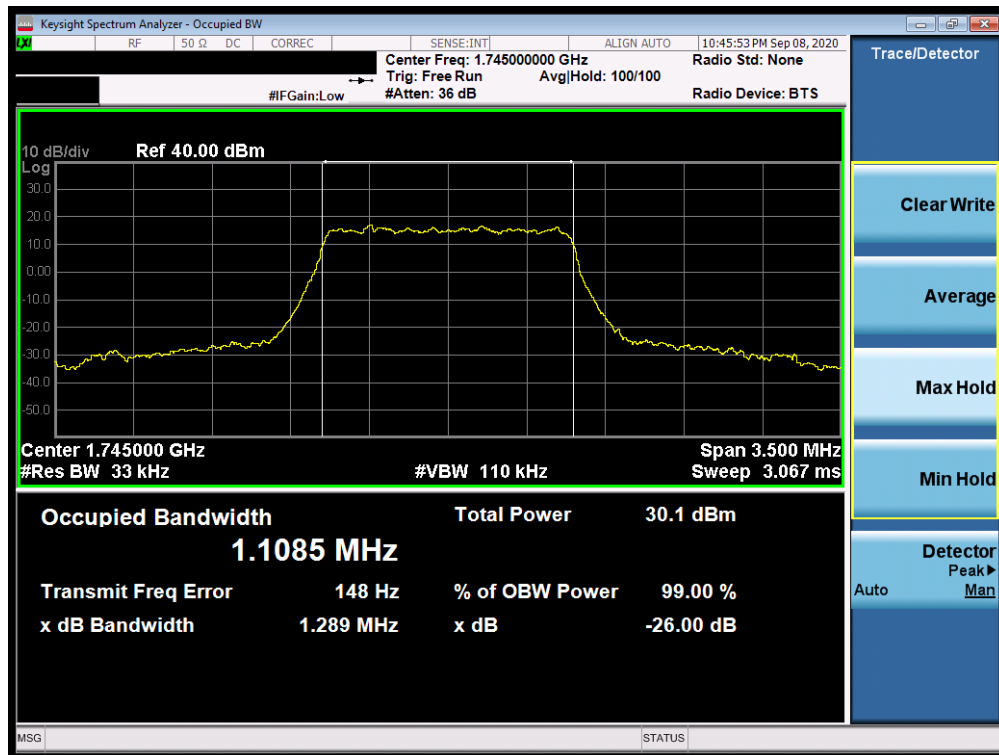 Keysight Spectrum Analyzer - Occupied BW
LXI RF 50 Ω DC CORREC SENSE:INT ALIGN AUTO 10:45:53 PM Sep 08, 2020
Center Freq: 1.745000000 GHz Radio Std: None
Trig: Free Run Avg|Hold: 100/100
#IFGain:Low #Atten: 36 dB Radio Device: BTS
10 dB/div Ref 40.00 dBm
Log
30.0
20.0
10.0
0.00
-10.0
-20.0
-30.0
-40.0
-50.0
Center 1.745000 GHz Span 3.500 MHz
#Res BW 33 kHz #VBW 110 kHz Sweep 3.067 ms
Occupied Bandwidth Total Power 30.1 dBm
1.1085 MHz
Transmit Freq Error 148 Hz % of OBW Power 99.00 %
x dB Bandwidth 1.289 MHz x dB -26.00 dB
MSG STATUS
Trace/Detector
Clear Write
Average
Max Hold
Min Hold
Detector
Peak▶
Auto Man